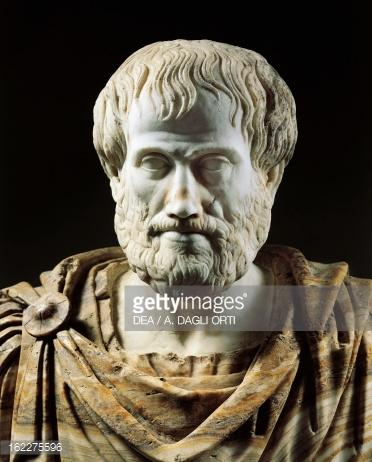 gettyimages
DEA / A. DAGLI ORTI
162275596